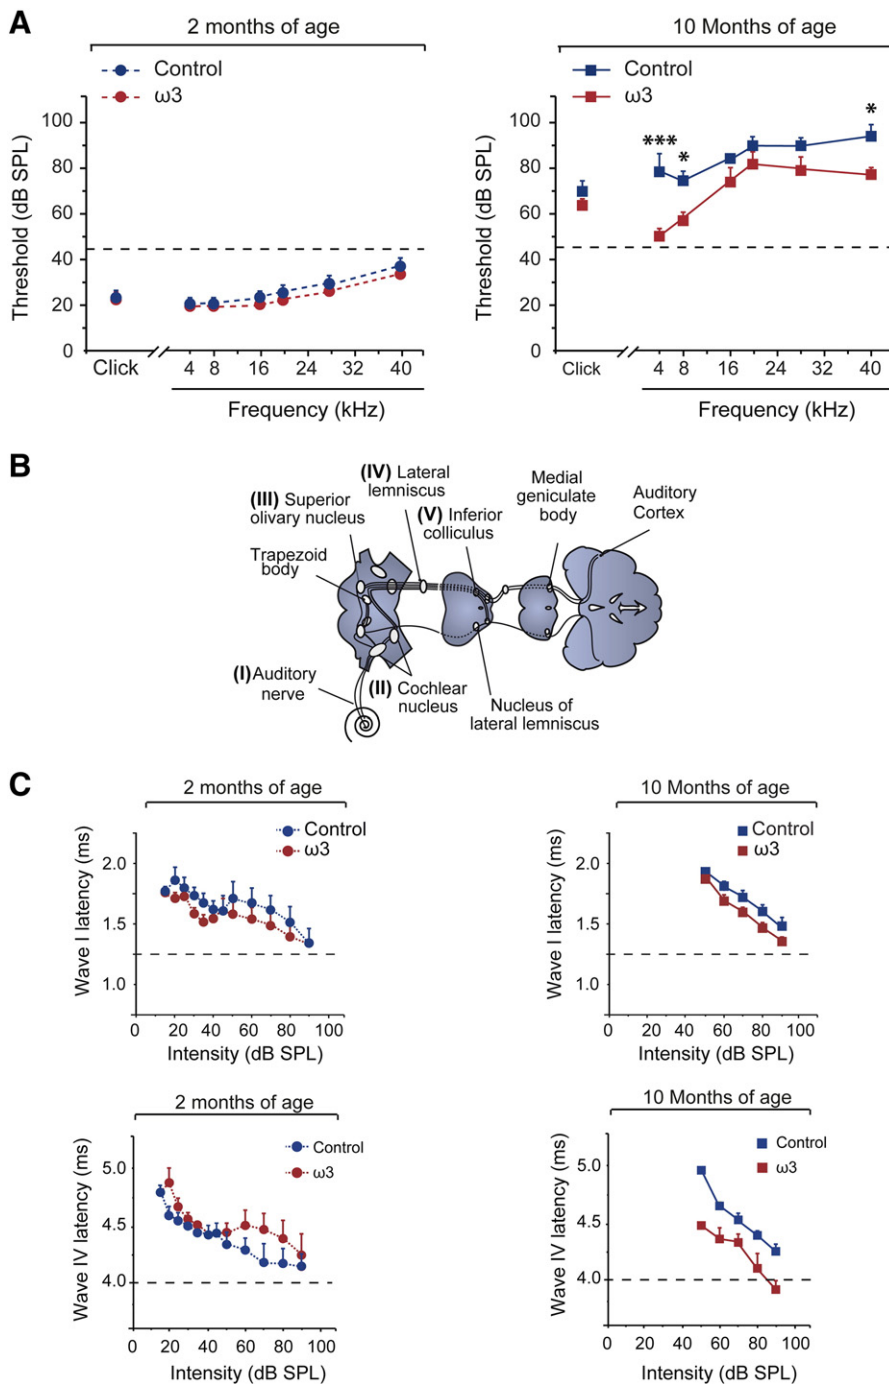 A
2 months of age
Control
ω3
Threshold (dB SPL)
100
80
60
40
20
0
Click
4 8 16 24 32 40
Frequency (kHz)
10 Months of age
Control
ω3
Threshold (dB SPL)
100
80
60
40
20
0
***
*
*
Click
4 8 16 24 32 40
Frequency (kHz)
B
(IV) Lateral
lemniscus
(III) Superior
olivary nucleus
(V) Inferior
colliculus
Medial
geniculate
body
Auditory
Cortex
Trapezoid
body
(I) Auditory
nerve
(II) Cochlear
nucleus
Nucleus of
lateral lemniscus
C
2 months of age
Control
ω3
Wave I latency (ms)
2.0
1.5
1.0
0 20 40 60 80 100
Intensity (dB SPL)
10 Months of age
Control
ω3
Wave I latency (ms)
2.0
1.5
1.0
0 20 40 60 80 100
Intensity (dB SPL)
2 months of age
Control
ω3
Wave IV latency (ms)
5.0
4.5
4.0
0 20 40 60 80 100
Intensity (dB SPL)
10 Months of age
Control
ω3
Wave IV latency (ms)
5.0
4.5
4.0
0 20 40 60 80 100
Intensity (dB SPL)